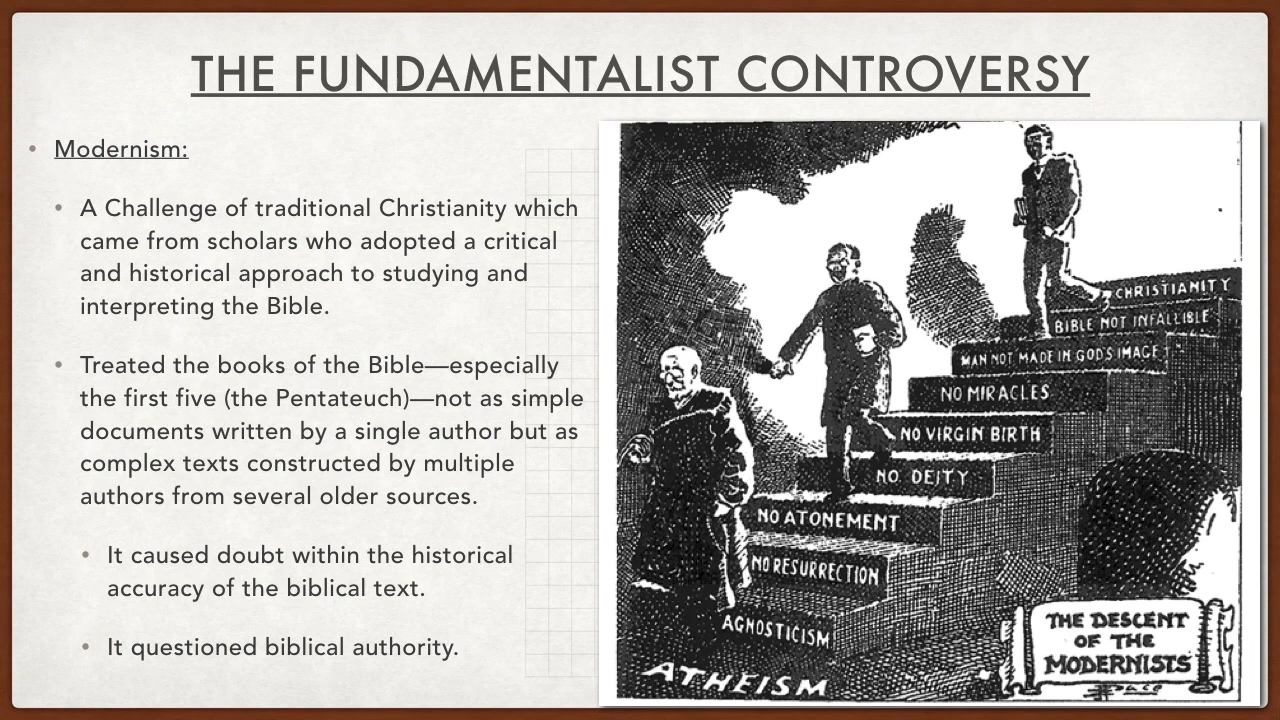 THE FUNDAMENTALIST CONTROVERSY
• Modernism:
• A Challenge of traditional Christianity which
came from scholars who adopted a critical
and historical approach to studying and
interpreting the Bible.
• Treated the books of the Bible—especially
the first five (the Pentateuch)—not as simple
documents written by a single author but as
complex texts constructed by multiple
authors from several older sources.
• It caused doubt within the historical
accuracy of the biblical text.
• It questioned biblical authority.
CHRISTIANITY
BIBLE NOT INFALLIBLE
MAN NOT MADE IN GOD'S IMAGE
NO MIRACLES
NO VIRGIN BIRTH
NO DEITY
NO ATONEMENT
NO RESURRECTION
AGNOSTICISM
ATHEISM
THE DESCENT
OF THE
MODERNISTS